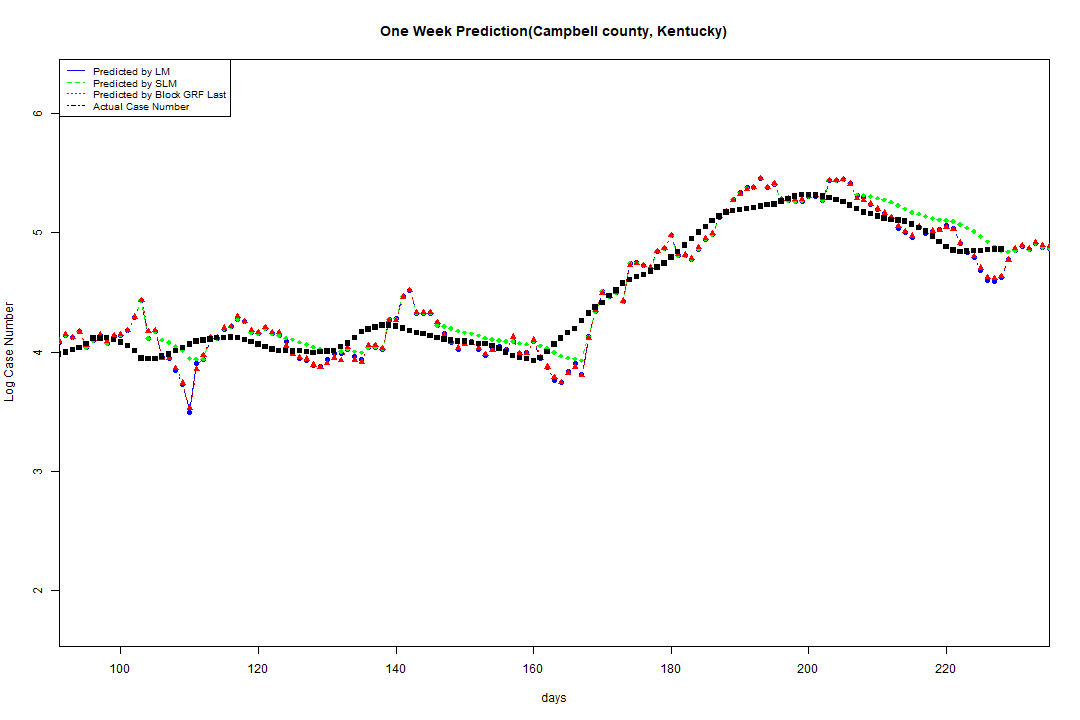 One Week Prediction(Campbell county, Kentucky)
Predicted by LM
Predicted by SLM
Predicted by Block GRF Last
Actual Case Number
6
5
4
3
2
Log Case Number
100 120 140 160 180 200 220
days